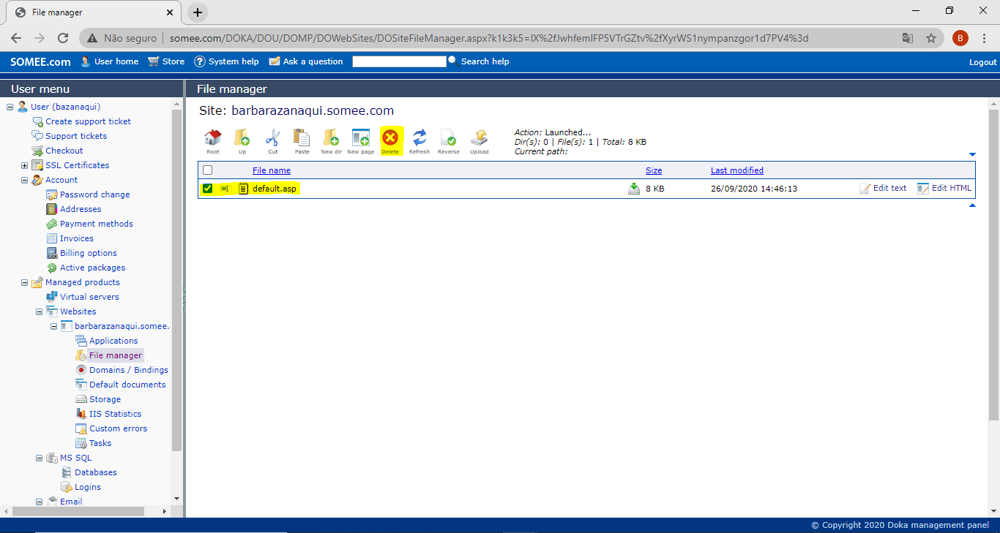 File manager
Não seguro
somee.com/DOKA/DOU/DOMP/DOWebSites/DOSiteFileManager.aspx?k1k3k5=IX%2fJwhfemIFP5VTrGZtv%2fXyrWS1nympanzgor1d7PV4%3d
B
SOMEE.com User home Store System help Ask a question Search help Logout
User menu
File manager
User (bazanaqui)
Create support ticket
Support tickets
Checkout
SSL Certificates
Account
Password change
Addresses
Payment methods
Invoices
Billing options
Active packages
Managed products
Virtual servers
Websites
barbarazanaqui.somee.
Applications
File manager
Domains / Bindings
Default documents
Storage
IIS Statistics
Custom errors
Tasks
MS SQL
Databases
Logins
Email
Site: barbarazanaqui.somee.com
Root Up Cut Paste New dir New page Delete Refresh Reverse Upload
Action: Launched...
Dir(s): 0 | File(s): 1 | Total: 8 KB
Current path:
File name Size Last modified
default.asp 8 KB 26/09/2020 14:46:13 Edit text Edit HTML
© Copyright 2020 Doka management panel